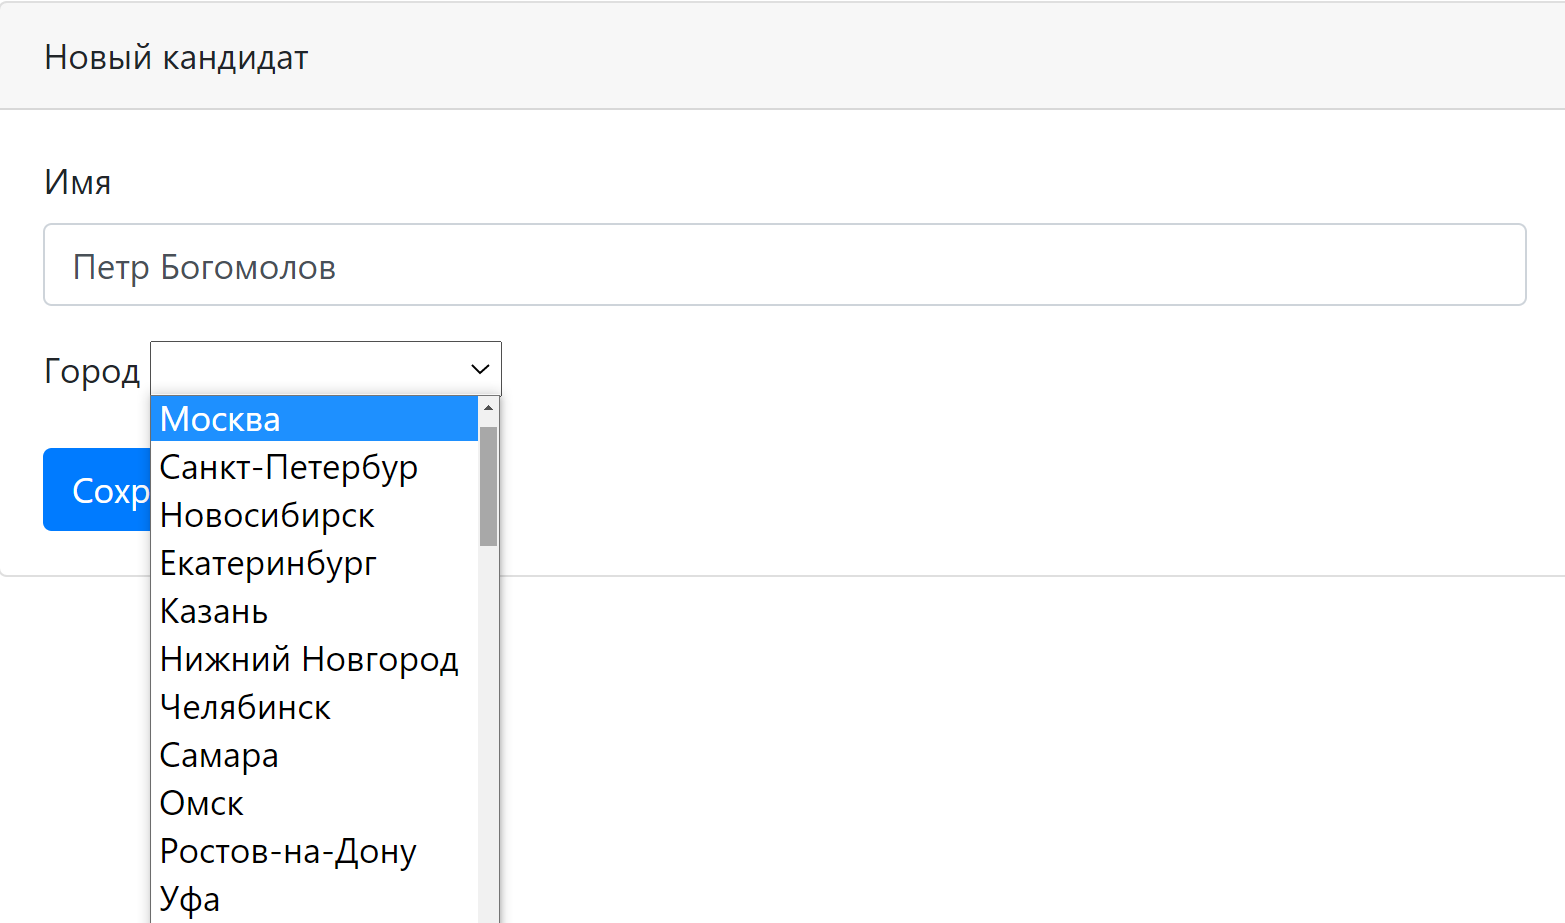 Новый кандидат
Имя
Петр Богомолов
Город
Москва
Сохр
Санкт-Петербур
Новосибирск
Екатеринбург
Казань
Нижний Новгород
Челябинск
Самара
Омск
Ростов-на-Дону
Уфа